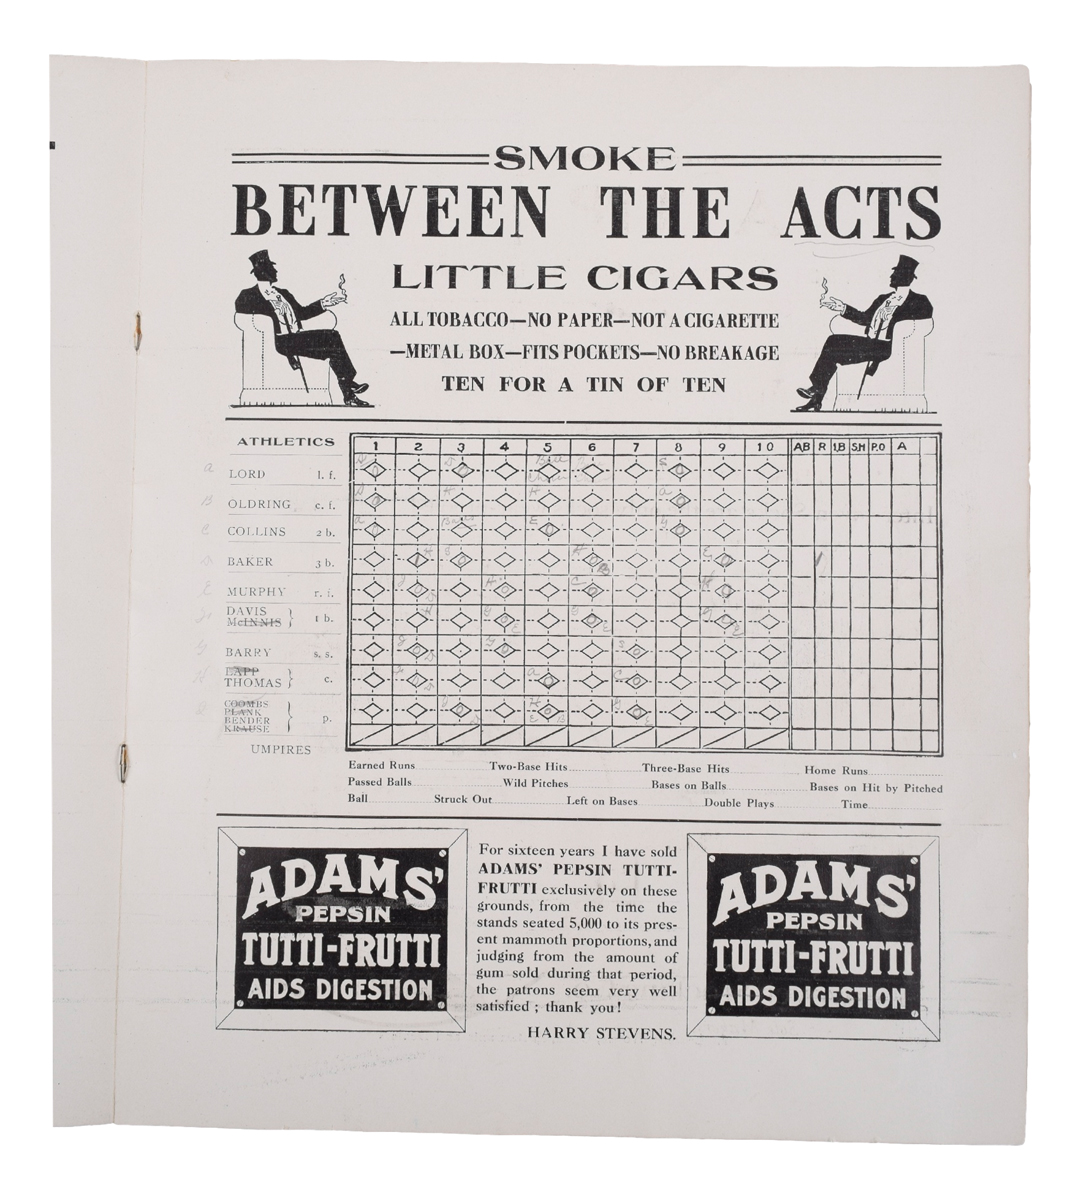 SMOKE
BETWEEN THE ACTS
LITTLE CIGARS
ALL TOBACCO—NO PAPER—NOT A CIGARETTE
—METAL BOX—FITS POCKETS—NO BREAKAGE
TEN FOR A TIN OF TEN
ATHLETICS 1 2 3 4 5 6 7 8 9 10 AB R 1B S.H P.O A
LORD l. f.
OLDRING c. f.
COLLINS 2 b.
BAKER 3 b. 1
MURPHY r. f.
DAVIS
McINNIS } 1 b.
BARRY s. s.
LAPP
THOMAS } c.
COOMBS
PLANK
BENDER
KRAUSE } p.
UMPIRES
Earned Runs Two-Base Hits Three-Base Hits Home Runs
Passed Balls Wild Pitches Bases on Balls Bases on Hit by Pitched
Ball Struck Out Left on Bases Double Plays Time
ADAMS'
PEPSIN
TUTTI-FRUTTI
AIDS DIGESTION
For sixteen years I have sold
ADAMS' PEPSIN TUTTI-
FRUTTI exclusively on these
grounds, from the time the
stands seated 5,000 to its pres-
ent mammoth proportions, and
judging from the amount of
gum sold during that period,
the patrons seem very well
satisfied ; thank you!
HARRY STEVENS.
ADAMS'
PEPSIN
TUTTI-FRUTTI
AIDS DIGESTION